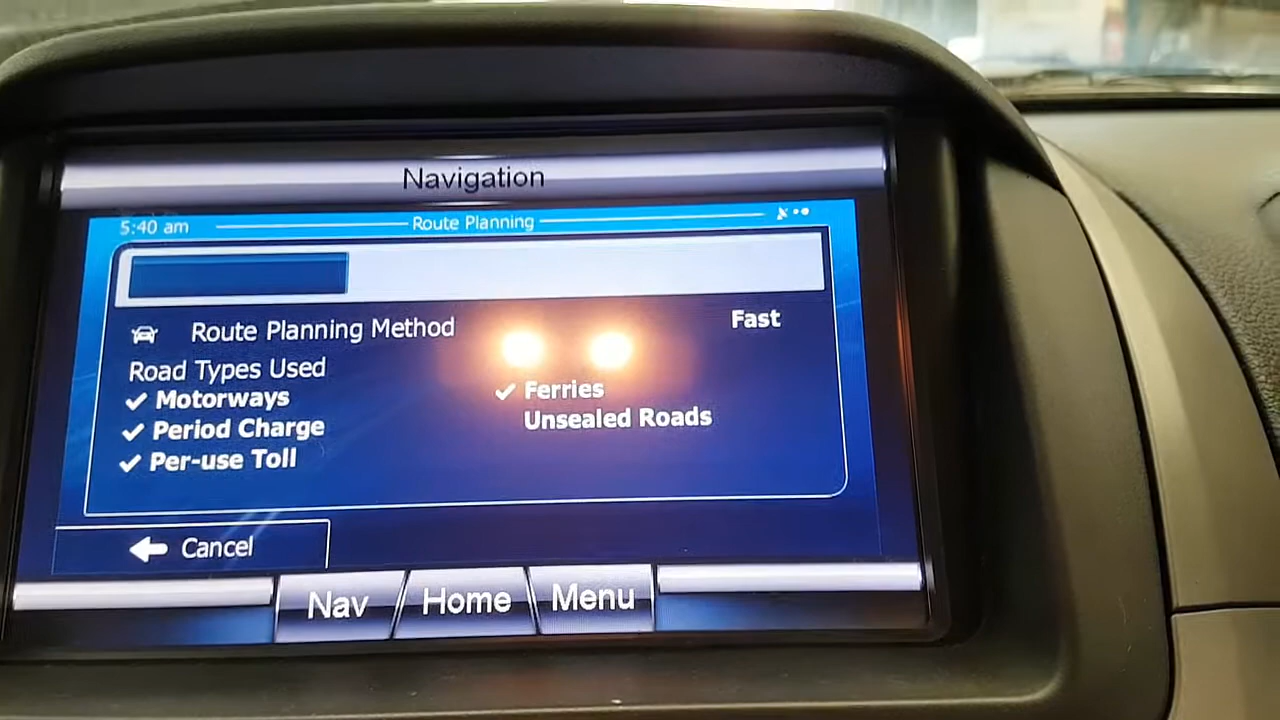 Navigation
5:40 am Route Planning
Route Planning Method Fast
Road Types Used
Motorways Ferries
Period Charge Unsealed Roads
Per-use Toll
Cancel
Nav Home Menu